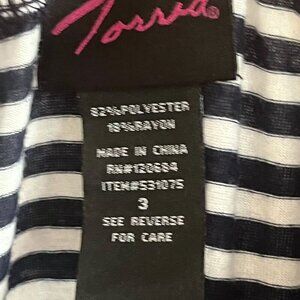 Torrid®
82%POLYESTER
18%RAYON
MADE IN CHINA
RN#120684
ITEM#531075
3
SEE REVERSE
FOR CARE